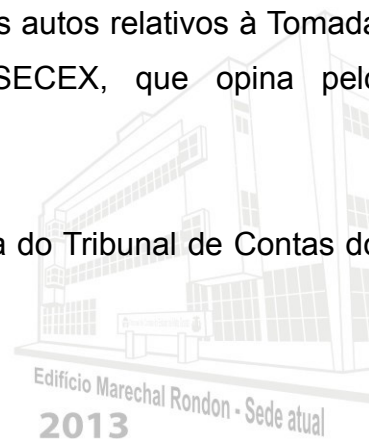 s autos relativos à Tomada
SECEX, que opina pelo
a do Tribunal de Contas do
Edifício Marechal Rondon - Sede atual
2013